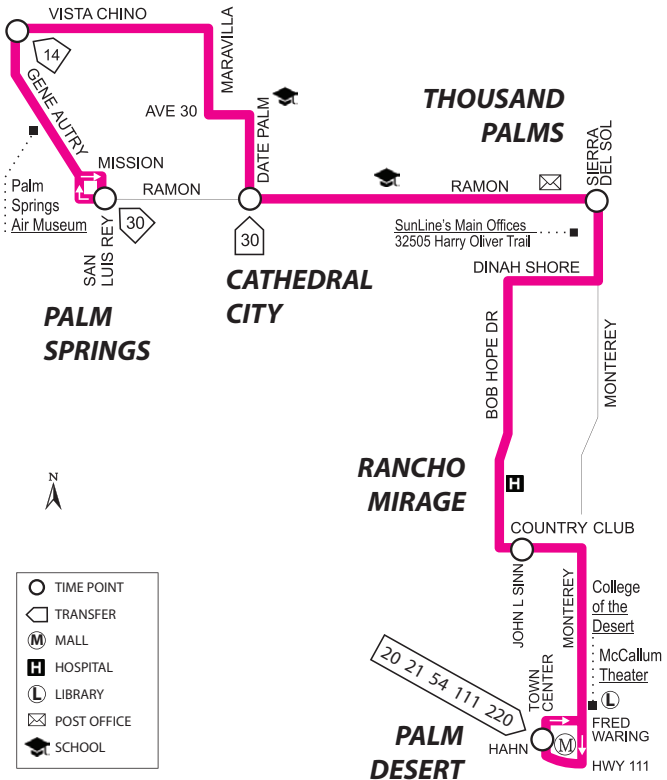 VISTA CHINO
14
GENE AUTRY
MARAVILLA
AVE 30
DATE PALM
THOUSAND
PALMS
MISSION
RAMON
RAMON
SIERRA
DEL SOL
Palm
Springs
Air Museum
30
SAN
LUIS REY
30
SunLine's Main Offices
32505 Harry Oliver Trail
CATHEDRAL
CITY
DINAH SHORE
PALM
SPRINGS
BOB HOPE DR
MONTEREY
N
RANCHO
MIRAGE
H
COUNTRY CLUB
JOHN L SINN
MONTEREY
College
of the
Desert
McCallum
Theater
L
20 21 54 111 220
TOWN
CENTER
FRED
WARING
HAHN
M
HWY 111
PALM
DESERT
TIME POINT
TRANSFER
M MALL
H HOSPITAL
L LIBRARY
POST OFFICE
SCHOOL